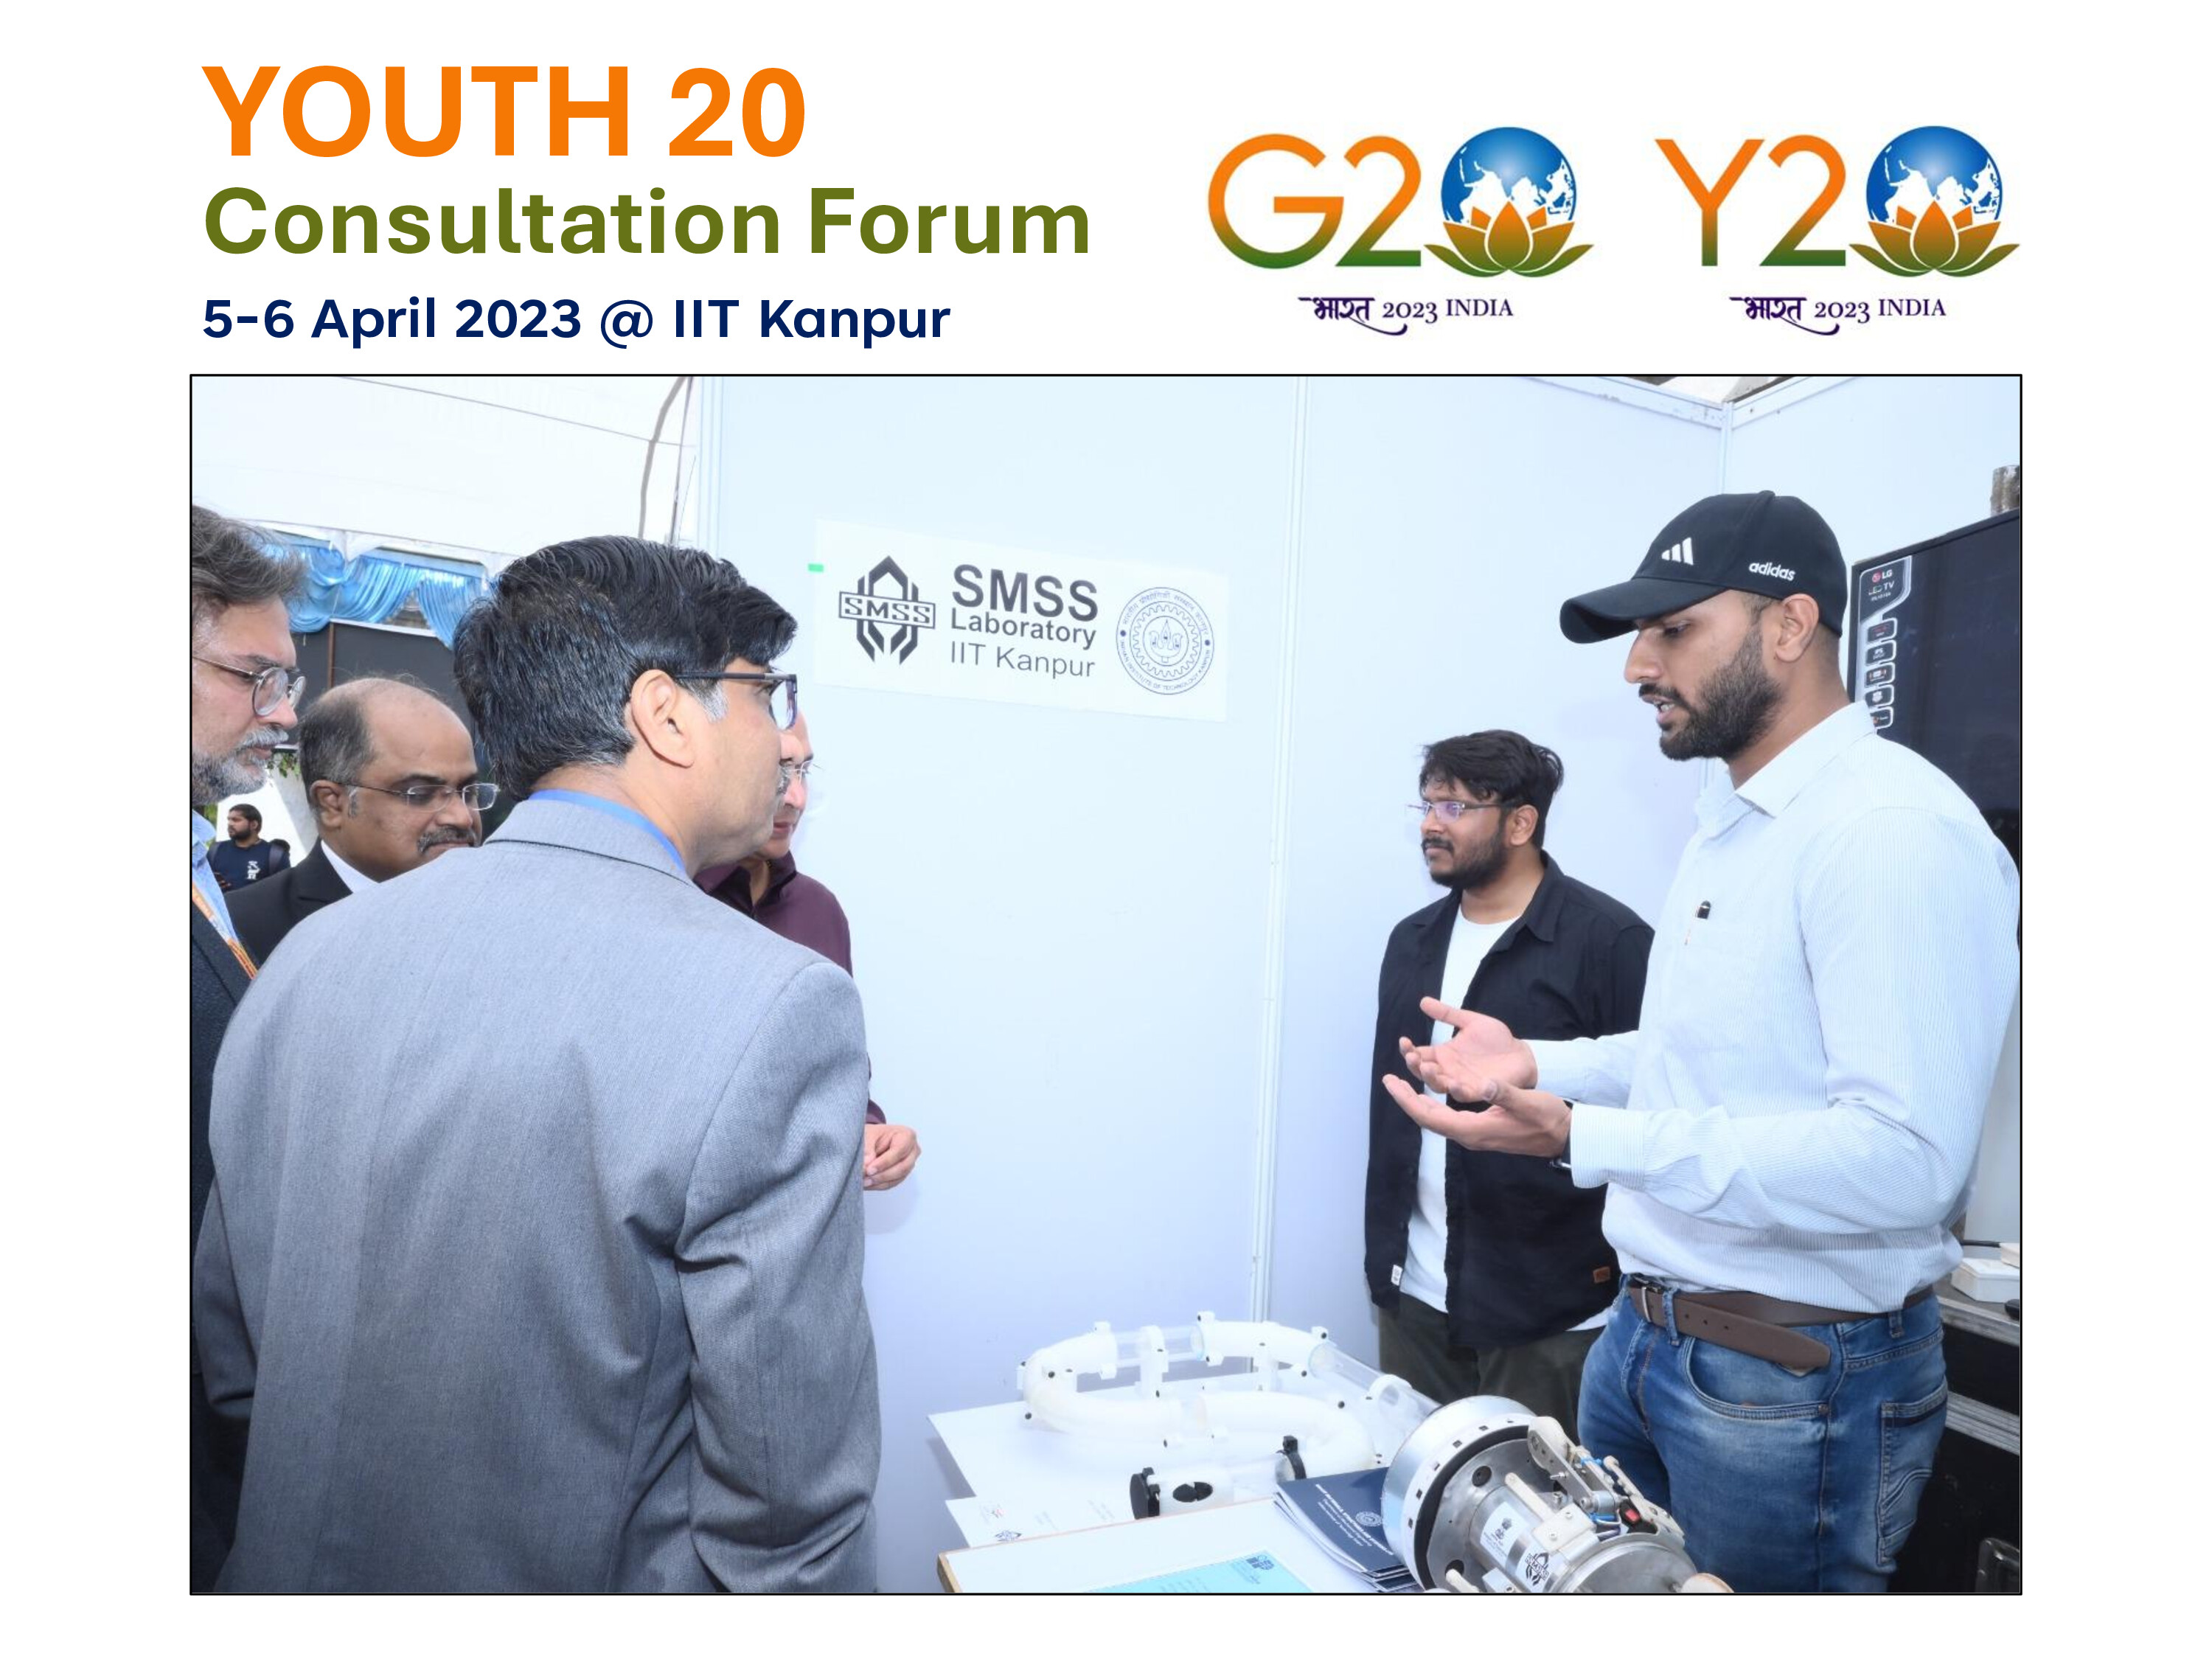 YOUTH 20
Consultation Forum
5-6 April 2023 @ IIT Kanpur
G20
भारत 2023 INDIA
Y20
भारत 2023 INDIA
SMSS
SMSS
Laboratory
IIT Kanpur
adidas
LG
TV